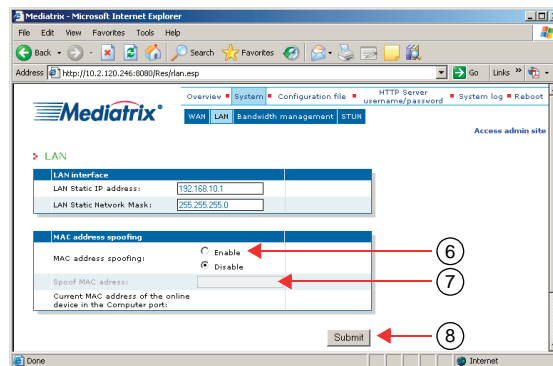 Mediatrix - Microsoft Internet Explorer
File Edit View Favorites Tools Help
Back Search Favorites
Address http://10.2.120.246:8080/Res/rlan.esp Go Links »
Overview System Configuration file HTTP Server username/password System log Reboot
Mediatrix
WAN LAN Bandwidth management STUN
Access admin site
LAN
LAN interface
LAN Static IP address: 192.168.10.1
LAN Static Network Mask: 255.255.255.0
MAC address spoofing
MAC address spoofing: Enable 6
Disable
Spoof MAC adress: 7
Current MAC address of the online
device in the Computer port:
Submit 8
Done Internet